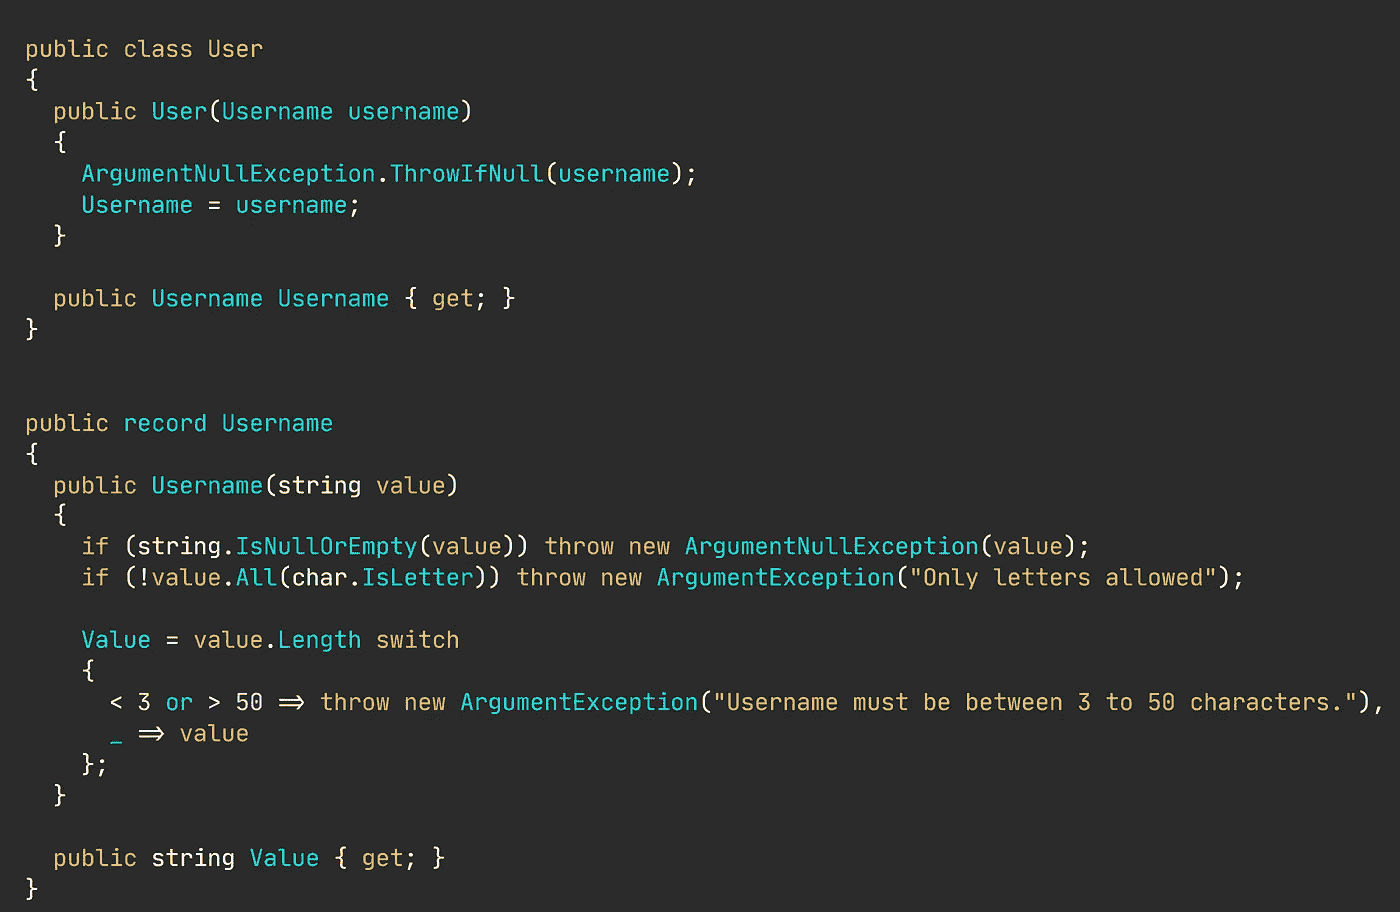 public class User
{
  public User(Username username)
  {
    ArgumentNullException.ThrowIfNull(username);
    Username = username;
  }
  public Username Username { get; }
}
public record Username
{
  public Username(string value)
  {
    if (string.IsNullOrEmpty(value)) throw new ArgumentNullException(value);
    if (!value.All(char.IsLetter)) throw new ArgumentException("Only letters allowed");
    Value = value.Length switch
    {
      < 3 or > 50 => throw new ArgumentException("Username must be between 3 to 50 characters."),
      _ => value
    };
  }
  public string Value { get; }
}